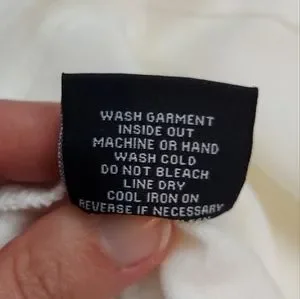 WASH GARMENT
INSIDE OUT
MACHINE OR HAND
WASH COLD
DO NOT BLEACH
LINE DRY
COOL IRON ON
REVERSE IF NECESSARY